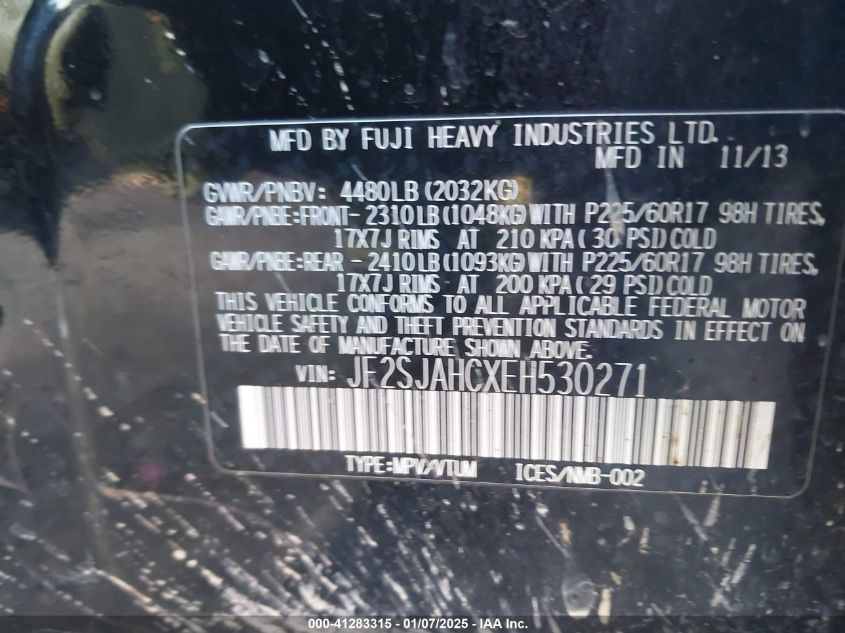 MFD BY FUJI HEAVY INDUSTRIES LTD.
MFD IN 11/13
GVWR/PNBV: 4480LB (2032KG)
GAWR/PNBE:FRONT- 2310LB (1048KG) WITH P225/60R17 98H TIRES,
17X7J RIMS AT 210 KPA ( 30 PSI) COLD
GAWR/PNBE:REAR - 2410LB (1093KG) WITH P225/60R17 98H TIRES,
17X7J RIMS AT 200 KPA ( 29 PSI) COLD
THIS VEHICLE CONFORMS TO ALL APPLICABLE FEDERAL MOTOR
VEHICLE SAFETY AND THEFT PREVENTION STANDARDS IN EFFECT ON
THE DATE OF MANUFACTURE SHOWN ABOVE.
VIN: JF2SJAHCXEH530271
TYPE:MPV/VTUM ICES/NMB-002
000-41283315 - 01/07/2025 - IAA Holdings, LLC.